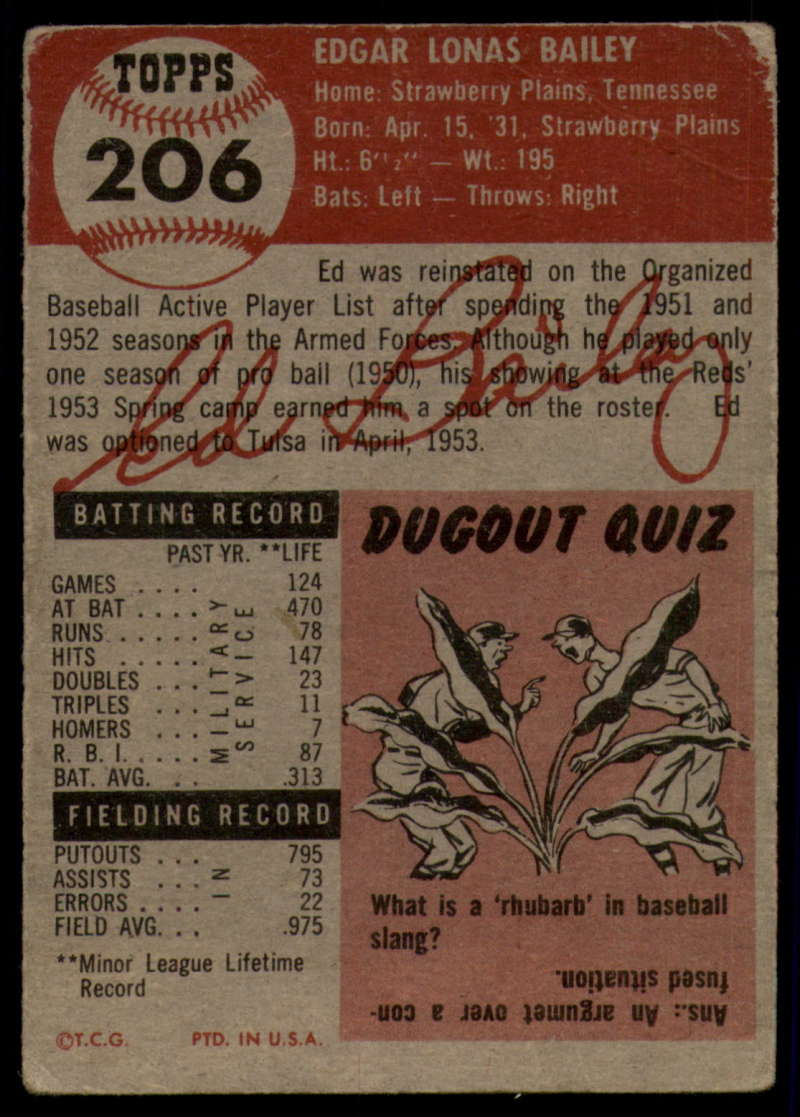 TOPPS
206
EDGAR LONAS BAILEY
Home: Strawberry Plains, Tennessee
Born: Apr. 15, '31, Strawberry Plains
Ht.: 6'½" — Wt.: 195
Bats: Left — Throws: Right
Ed was reinstated on the Organized
Baseball Active Player List after spending the 1951 and
1952 seasons in the Armed Forces. Although he played only
one season of pro ball (1950), his showing at the Reds'
1953 Spring camp earned him a spot on the roster. Ed
was optioned to Tulsa in April, 1953.
Ed Bailey
BATTING RECORD
PAST YR. **LIFE
GAMES .... 124
AT BAT .... 470
RUNS...... 78
HITS ..... 147
DOUBLES ... 23
TRIPLES ... 11
HOMERS ... 7
R. B. I...... 87
BAT. AVG. .. .313
MILITARY
SERVICE
FIELDING RECORD
PUTOUTS ... 795
ASSISTS ... 73
ERRORS .... 22
FIELD AVG. .. .975
IN
**Minor League Lifetime
Record
©T.C.G. PTD. IN U.S.A.
DUGOUT QUIZ
What is a 'rhubarb' in baseball
slang?
Ans.: An argumet over a con-
fused situation.